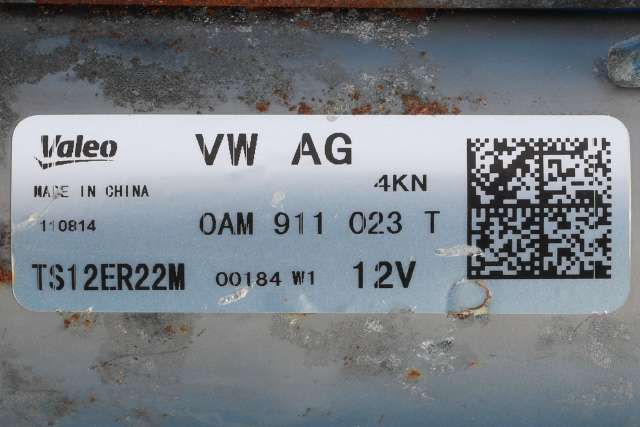 Valeo VW AG
MADE IN CHINA 4KN
110814 0AM 911 023 T
TS12ER22M 00184 W1 12V